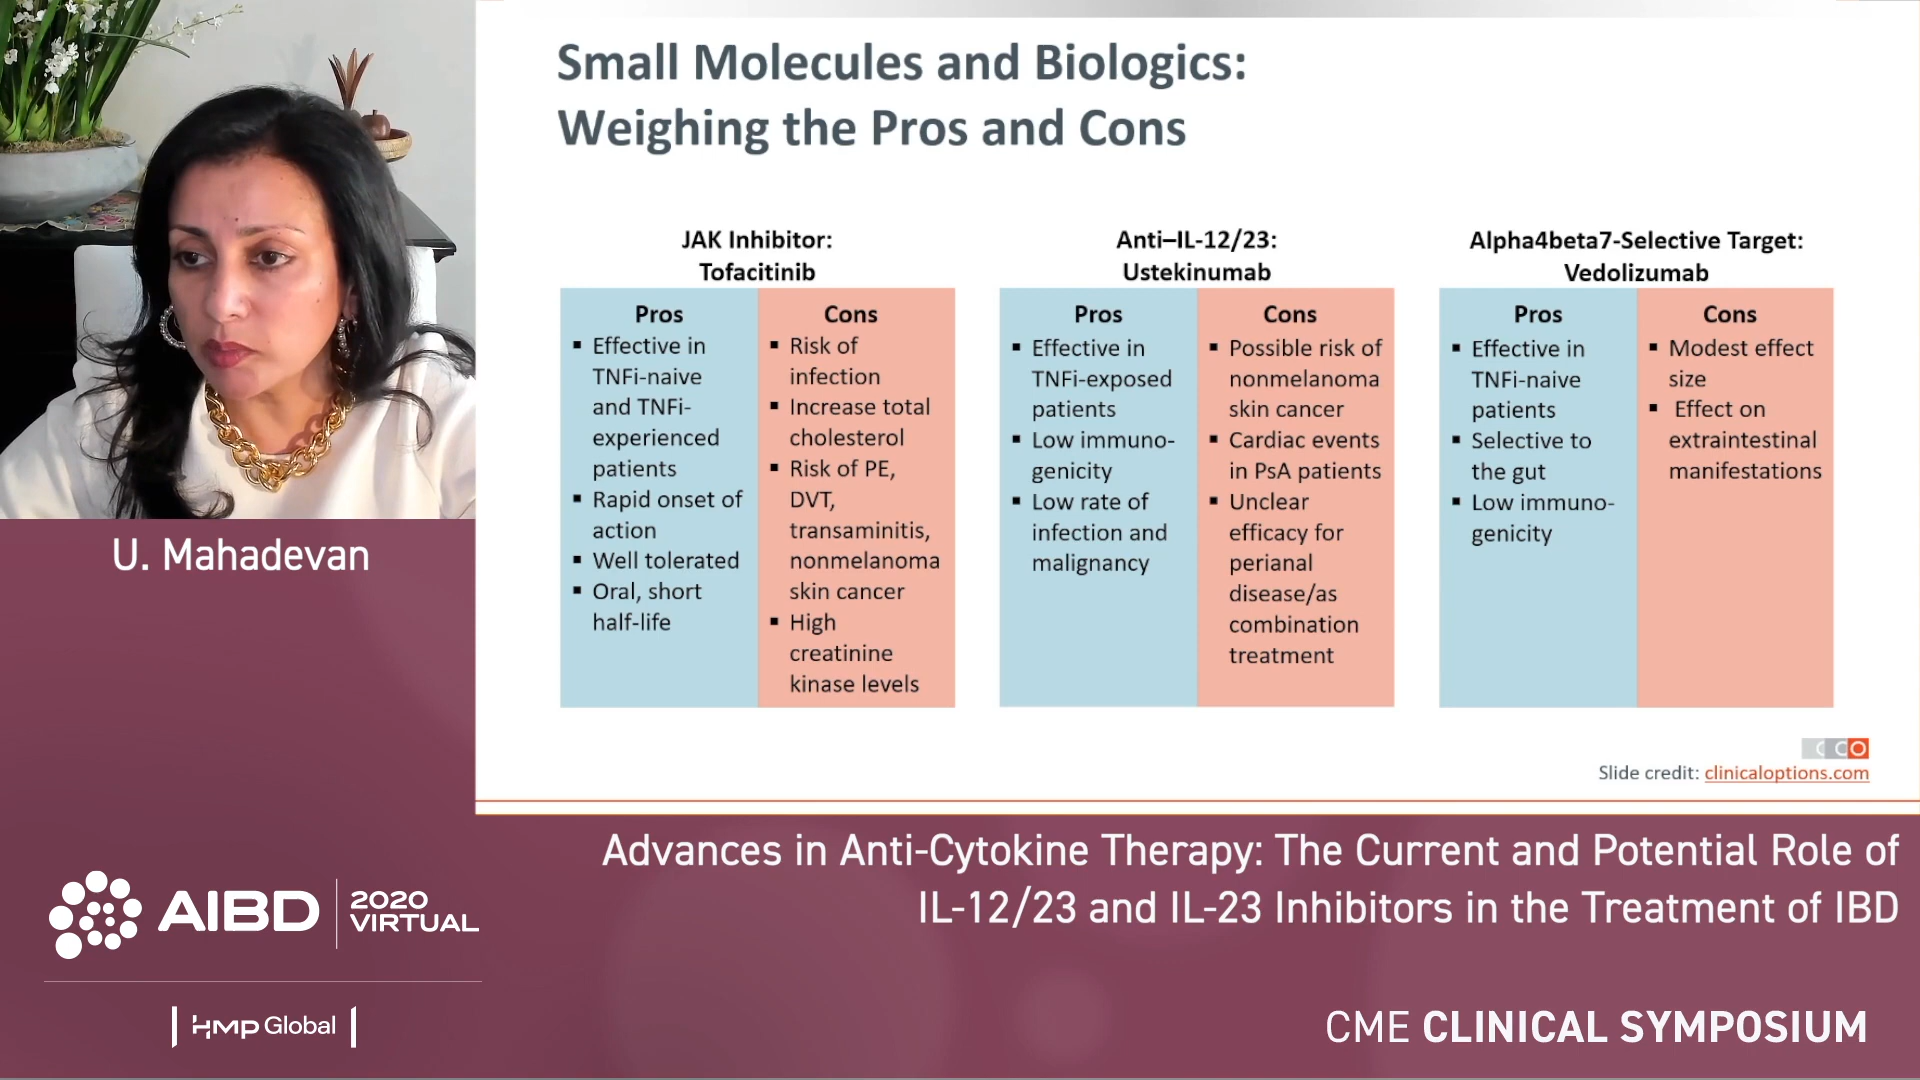 Small Molecules and Biologics:
Weighing the Pros and Cons
JAK Inhibitor:
Tofacitinib
Pros
▪ Effective in
TNFi-naive
and TNFi-
experienced
patients
▪ Rapid onset of
action
▪ Well tolerated
▪ Oral, short
half-life
Cons
▪ Risk of
infection
▪ Increase total
cholesterol
▪ Risk of PE,
DVT,
transaminitis,
nonmelanoma
skin cancer
▪ High
creatinine
kinase levels
Anti–IL-12/23:
Ustekinumab
Pros
▪ Effective in
TNFi-exposed
patients
▪ Low immuno-
genicity
▪ Low rate of
infection and
malignancy
Cons
▪ Possible risk of
nonmelanoma
skin cancer
▪ Cardiac events
in PsA patients
▪ Unclear
efficacy for
perianal
disease/as
combination
treatment
Alpha4beta7-Selective Target:
Vedolizumab
Pros
▪ Effective in
TNFi-naive
patients
▪ Selective to
the gut
▪ Low immuno-
genicity
Cons
▪ Modest effect
size
▪ Effect on
extraintestinal
manifestations
CCO
Slide credit: clinicaloptions.com
U. Mahadevan
Advances in Anti-Cytokine Therapy: The Current and Potential Role of
IL-12/23 and IL-23 Inhibitors in the Treatment of IBD
AIBD
2020
VIRTUAL
HMP Global
CME CLINICAL SYMPOSIUM